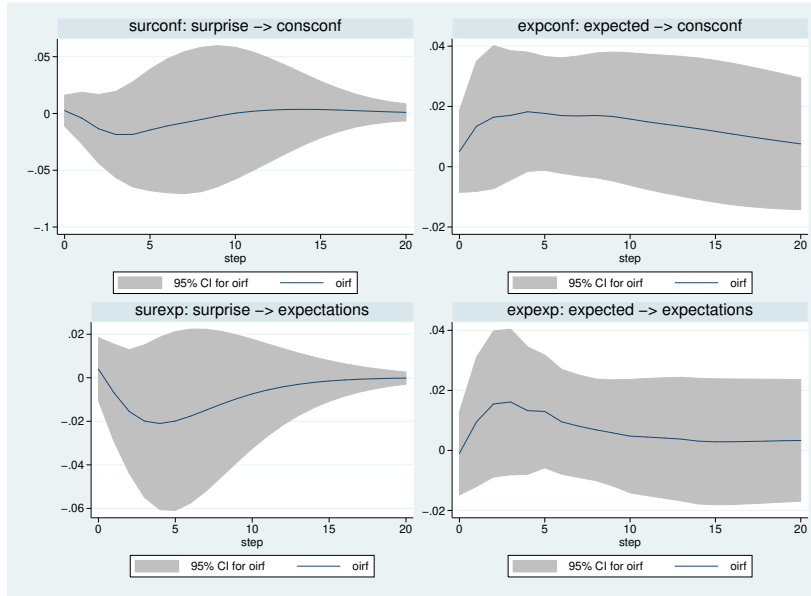 surconf: surprise −> consconf
.05
0
−.05
−.1
0 5 10 15 20
step
95% CI for oirf oirf
expconf: expected −> consconf
.04
.02
0
−.02
0 5 10 15 20
step
95% CI for oirf oirf
surexp: surprise −> expectations
.02
0
−.02
−.04
−.06
0 5 10 15 20
step
95% CI for oirf oirf
expexp: expected −> expectations
.04
.02
0
−.02
0 5 10 15 20
step
95% CI for oirf oirf